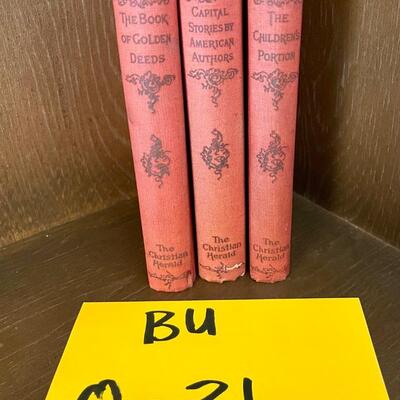 THE BOOK
OF GOLDEN
DEEDS
The
Christian
Herald
CAPITAL
STORIES BY
AMERICAN
AUTHORS
The
Christian
Herald
THE
CHILDREN'S
PORTION
The
Christian
Herald
BU